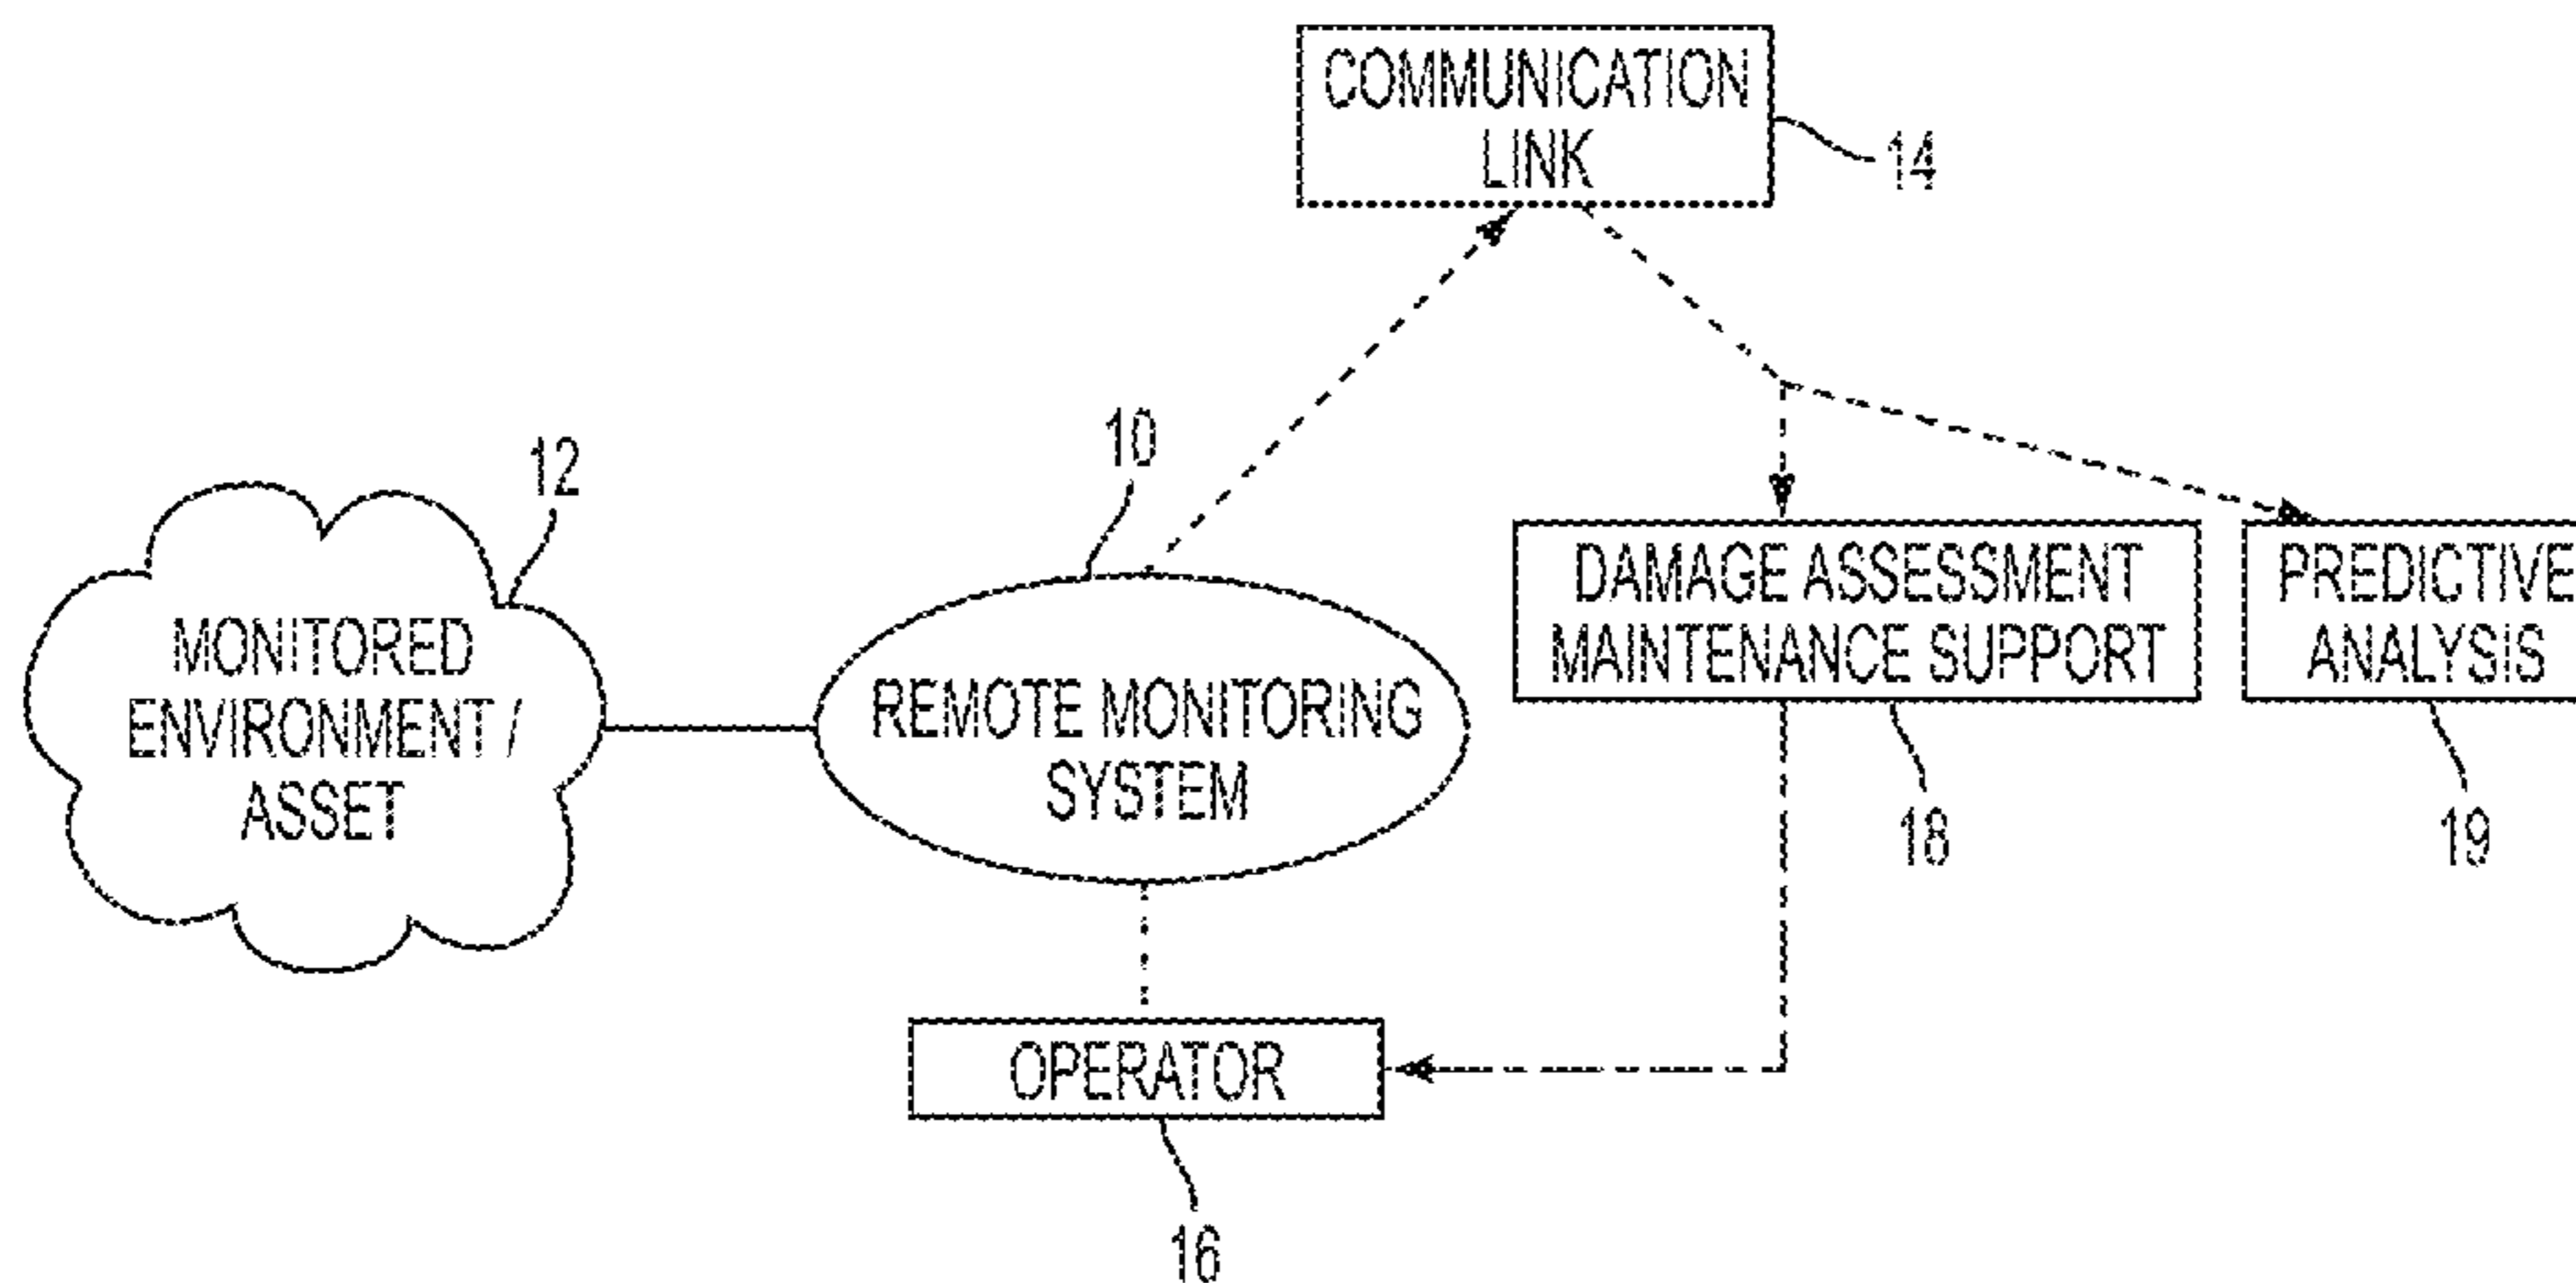 COMMUNICATION
LINK
14
10
12
DAMAGE ASSESSMENT
MAINTENANCE SUPPORT
PREDICTIVE
ANALYSIS
MONITORED
ENVIRONMENT /
ASSET
REMOTE MONITORING
SYSTEM
18
19
OPERATOR
16